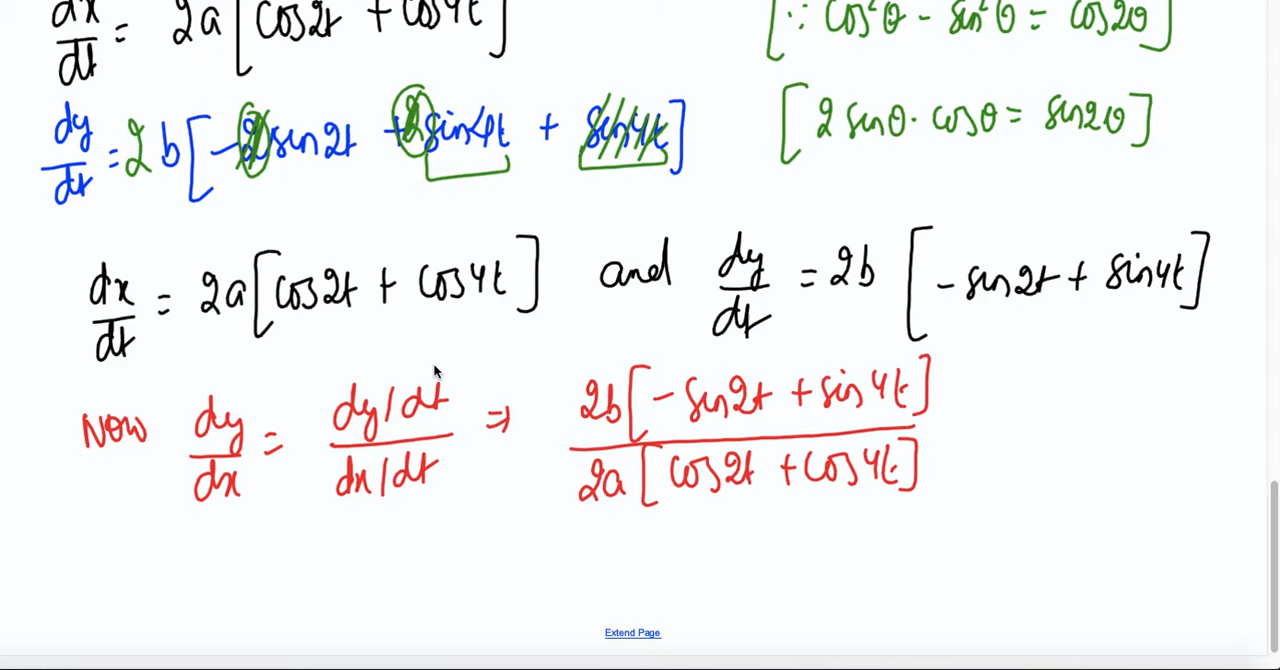 dx/dt = 2a [cos2t + cos4t] [∵ cos²θ - sin²θ = cos2θ]
dy/dt = 2b [-2sin2t + 2sin4t + sin4t] [2 sinθ. cosθ = sin2θ]
dx/dt = 2a [cos2t + cos4t] and dy/dt = 2b [-sin2t + sin4t]
Now dy/dx = dy/dt / dx/dt ⇒ 2b[-sin2t + sin4t] / 2a[cos2t + cos4t]
Extend Page